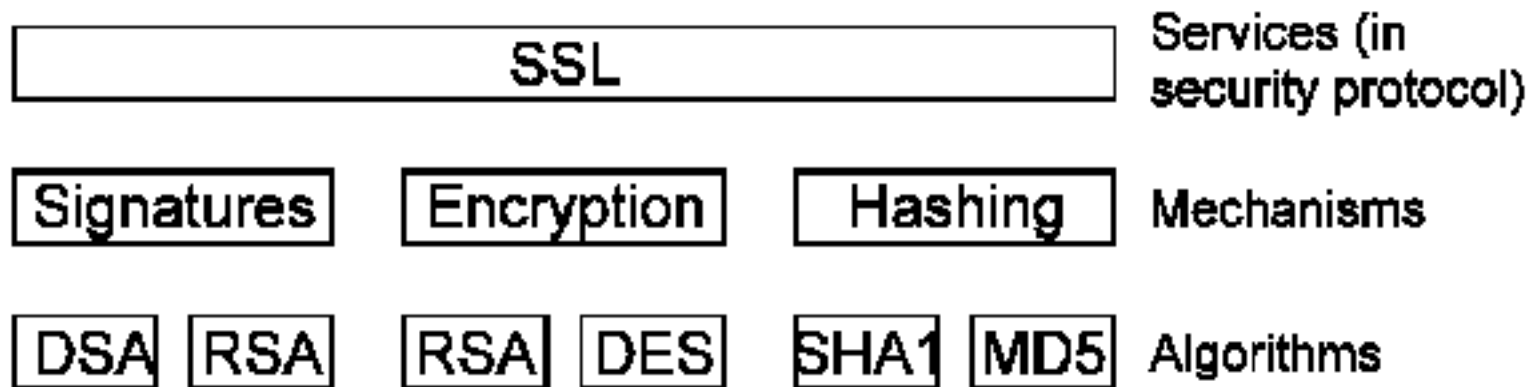 SSL
Services (in
security protocol)
Signatures Encryption Hashing Mechanisms
DSA RSA RSA DES SHA1 MD5 Algorithms